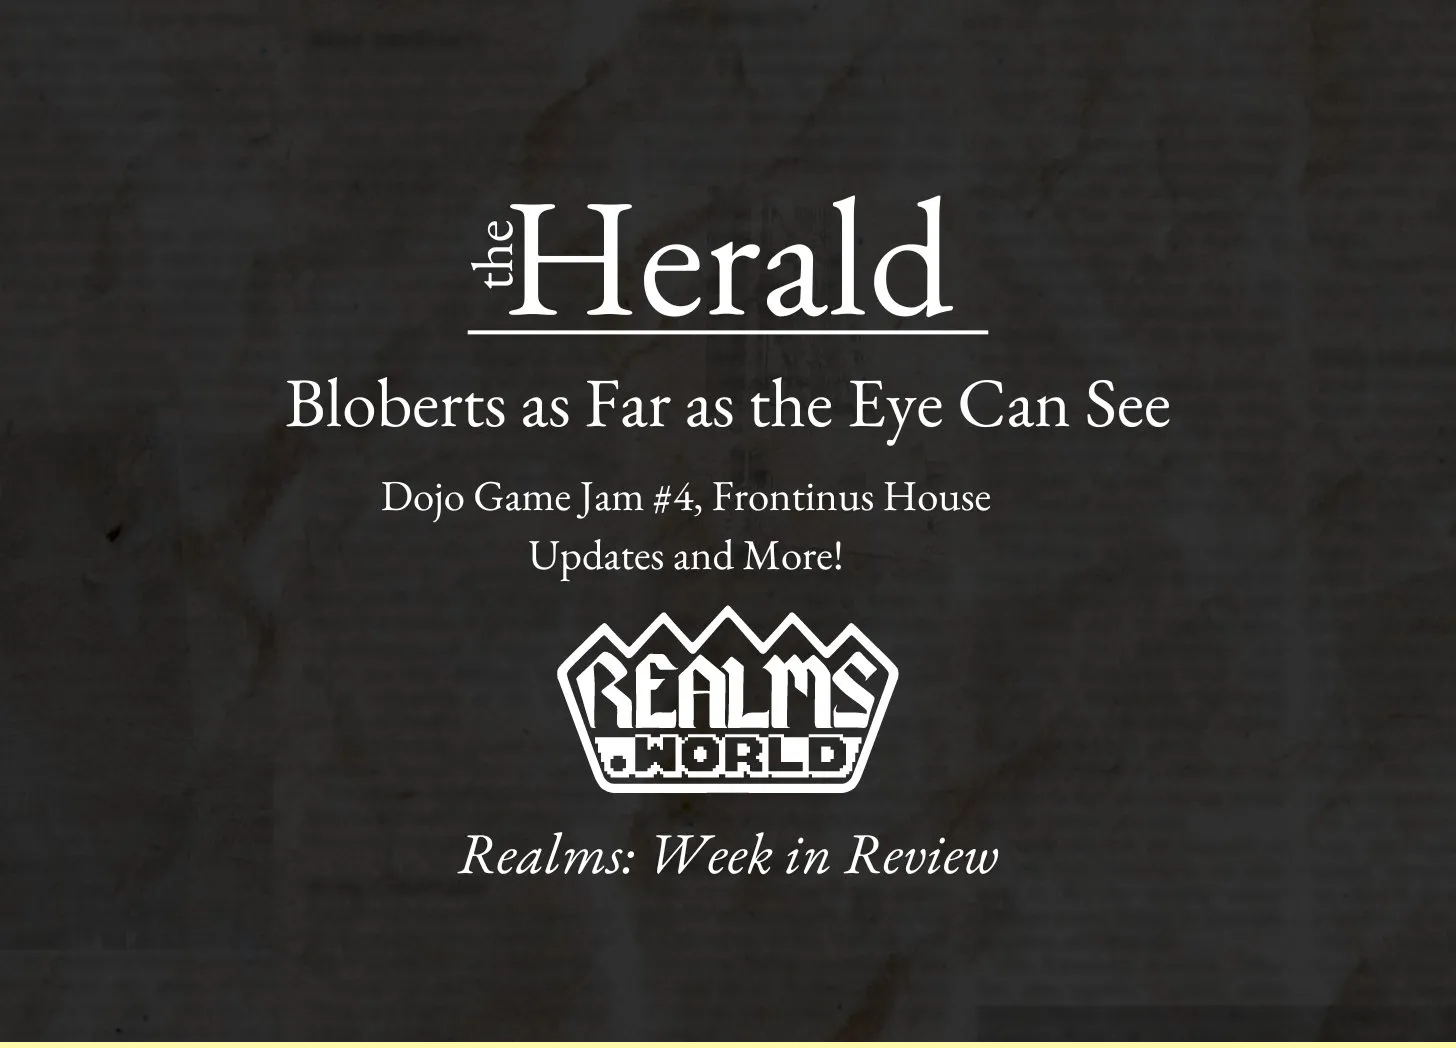 the Herald
Bloberts as Far as the Eye Can See
Dojo Game Jam #4, Frontinus House
Updates and More!
REALMS
.WORLD
Realms: Week in Review